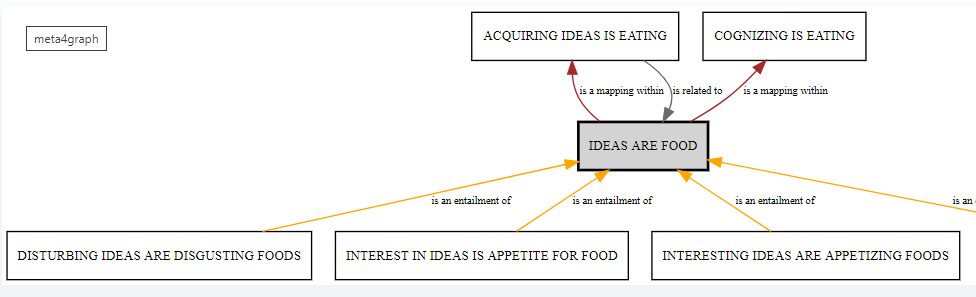 meta4graph
ACQUIRING IDEAS IS EATING
COGNIZING IS EATING
is a mapping within
is related to
is a mapping within
IDEAS ARE FOOD
is an entailment of
is an entailment of
is an entailment of
is an
DISTURBING IDEAS ARE DISGUSTING FOODS
INTEREST IN IDEAS IS APPETITE FOR FOOD
INTERESTING IDEAS ARE APPETIZING FOODS